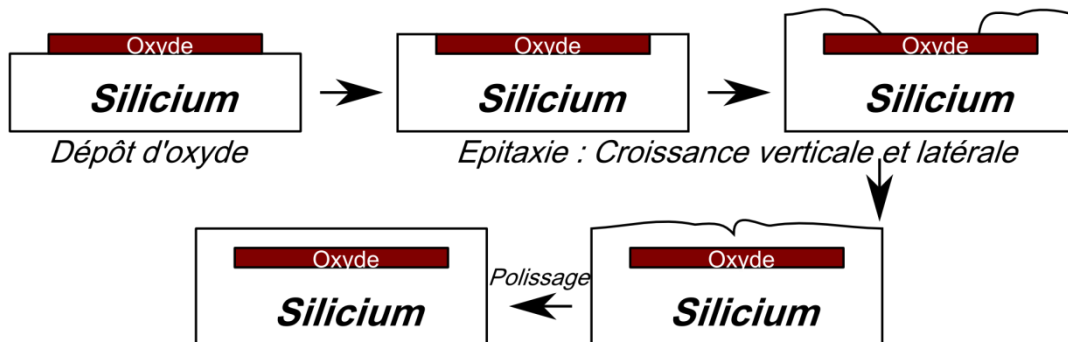 Oxyde
Silicium
Dépôt d'oxyde
Oxyde
Silicium
Oxyde
Silicium
Epitaxie : Croissance verticale et latérale
Oxyde
Silicium
Polissage
Oxyde
Silicium